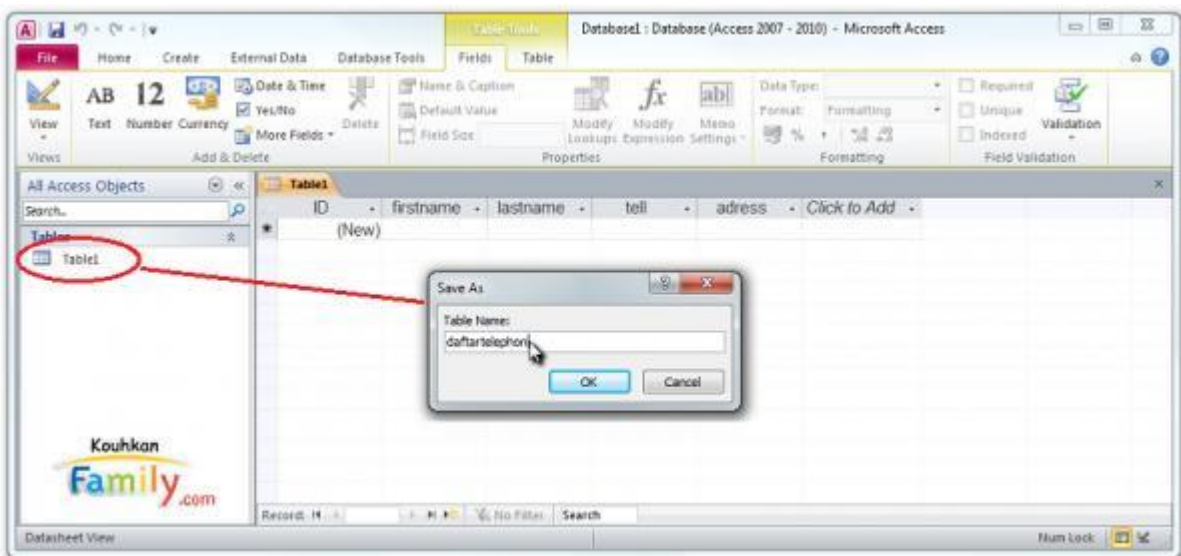 Table Tools
Database1 : Database (Access 2007 - 2010) - Microsoft Access
File Home Create External Data Database Tools Fields Table
AB Text
12 Number
Currency
View
Date & Time
Yes/No
More Fields
Delete
Name & Caption
Default Value
Field Size
Modify Lookups
fx Modify Expression
ab Memo Settings
Data Type:
Format: Formatting
%
Required
Unique
Indexed
Validation
Views Add & Delete Properties Formatting Field Validation
All Access Objects
Search..
Tables
Table1
Table1
ID firstname lastname tell adress Click to Add
(New)
Save As
Table Name:
daftartelephon
OK Cancel
Kouhkan
Family.com
Record: No Filter Search
Datasheet View Num Lock